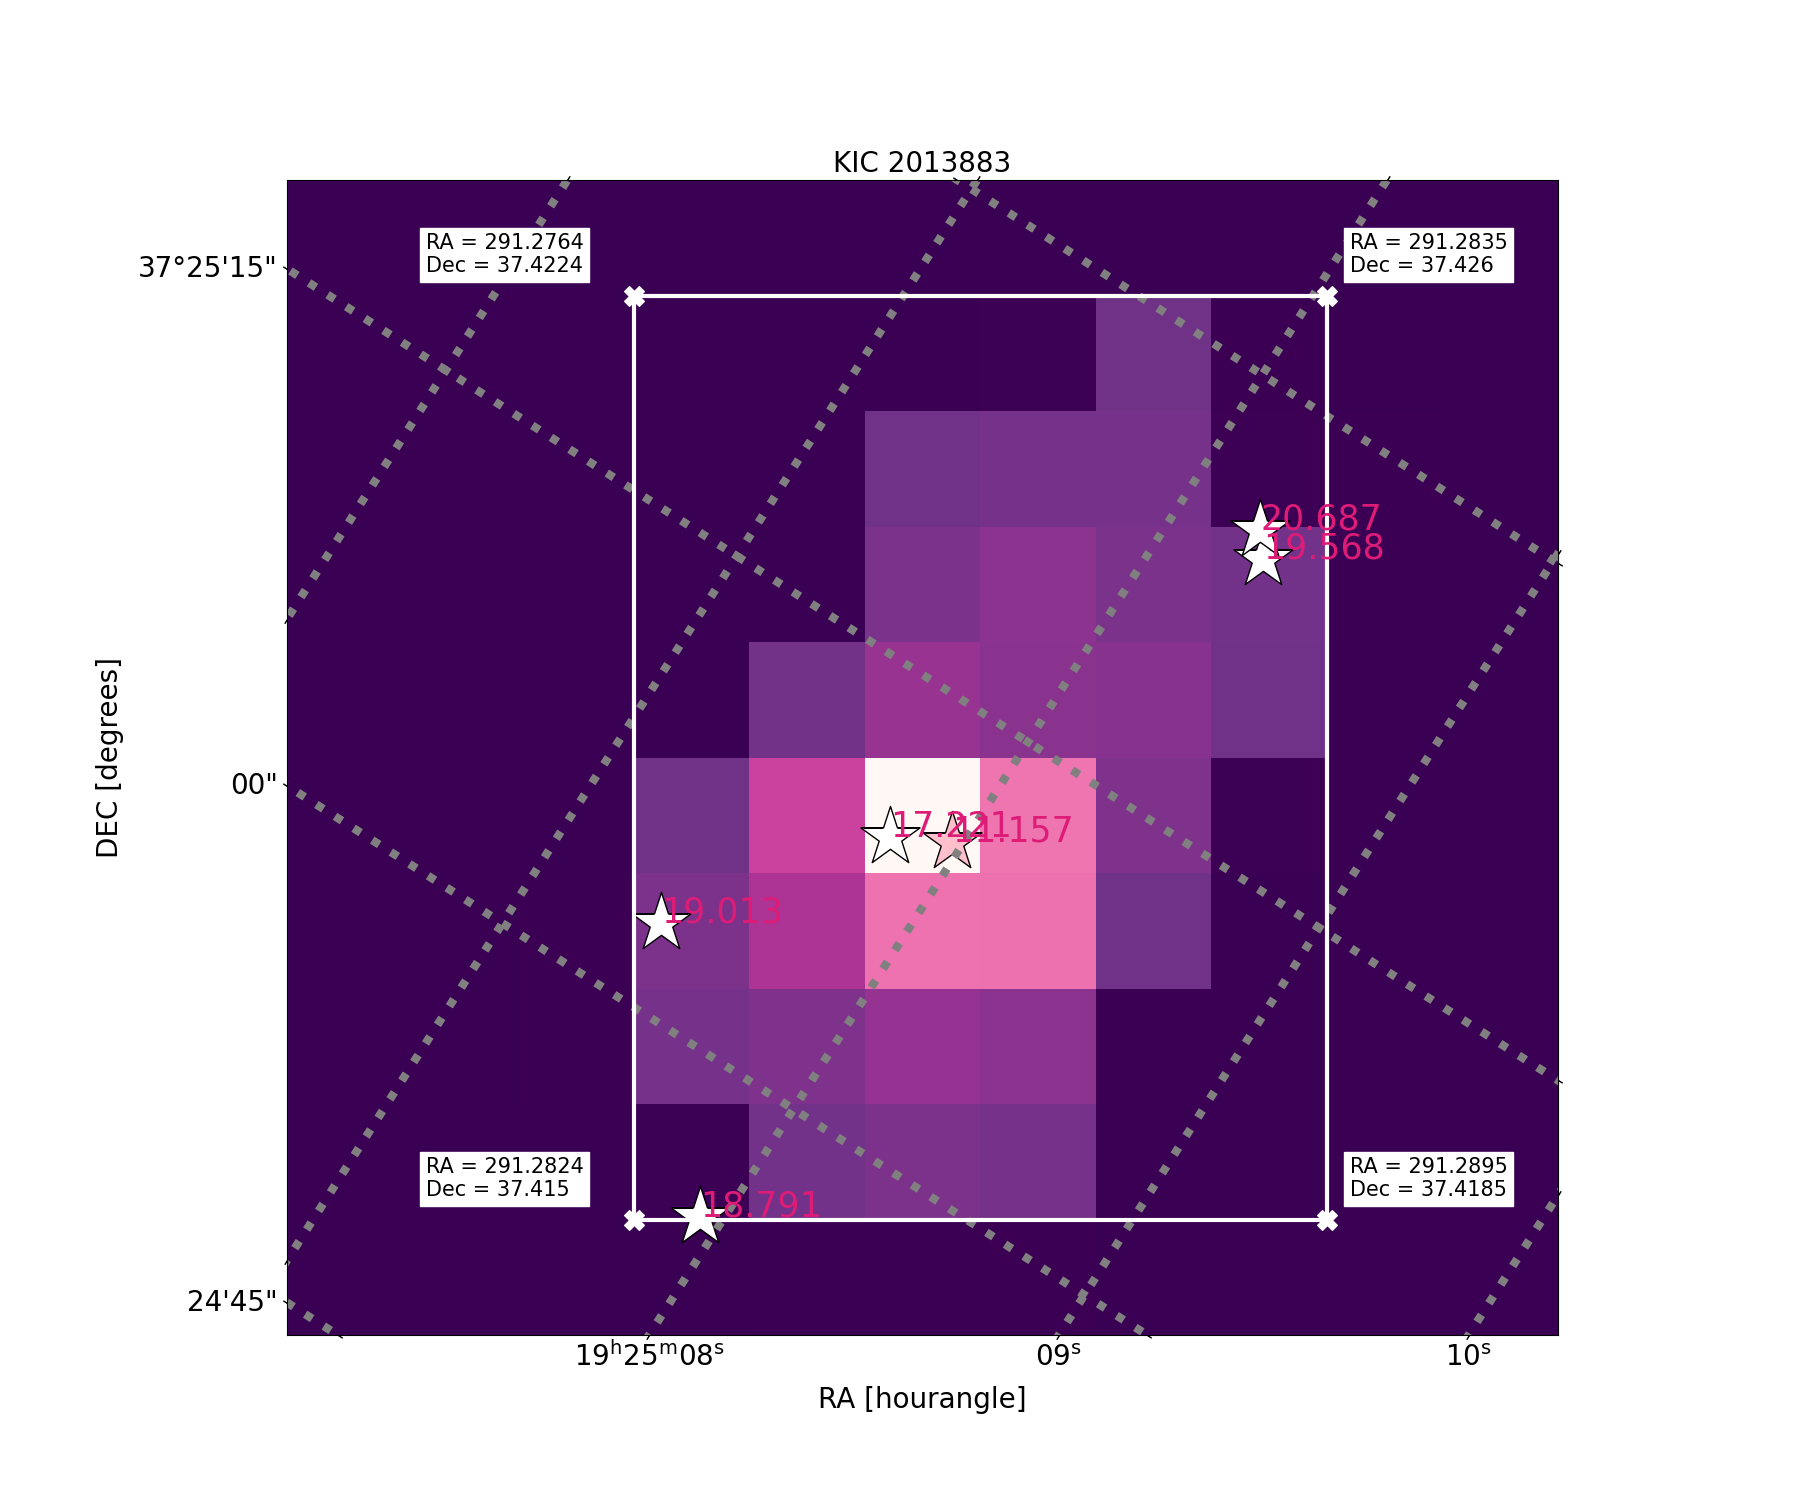 KIC 2013883
RA = 291.2764
Dec = 37.4224
RA = 291.2835
Dec = 37.426
37°25'15"
20.687
19.568
DEC [degrees]
00"
17.221
11.157
19.013
RA = 291.2824
Dec = 37.415
RA = 291.2895
Dec = 37.4185
18.791
24'45"
19h25m08s
09s
10s
RA [hourangle]